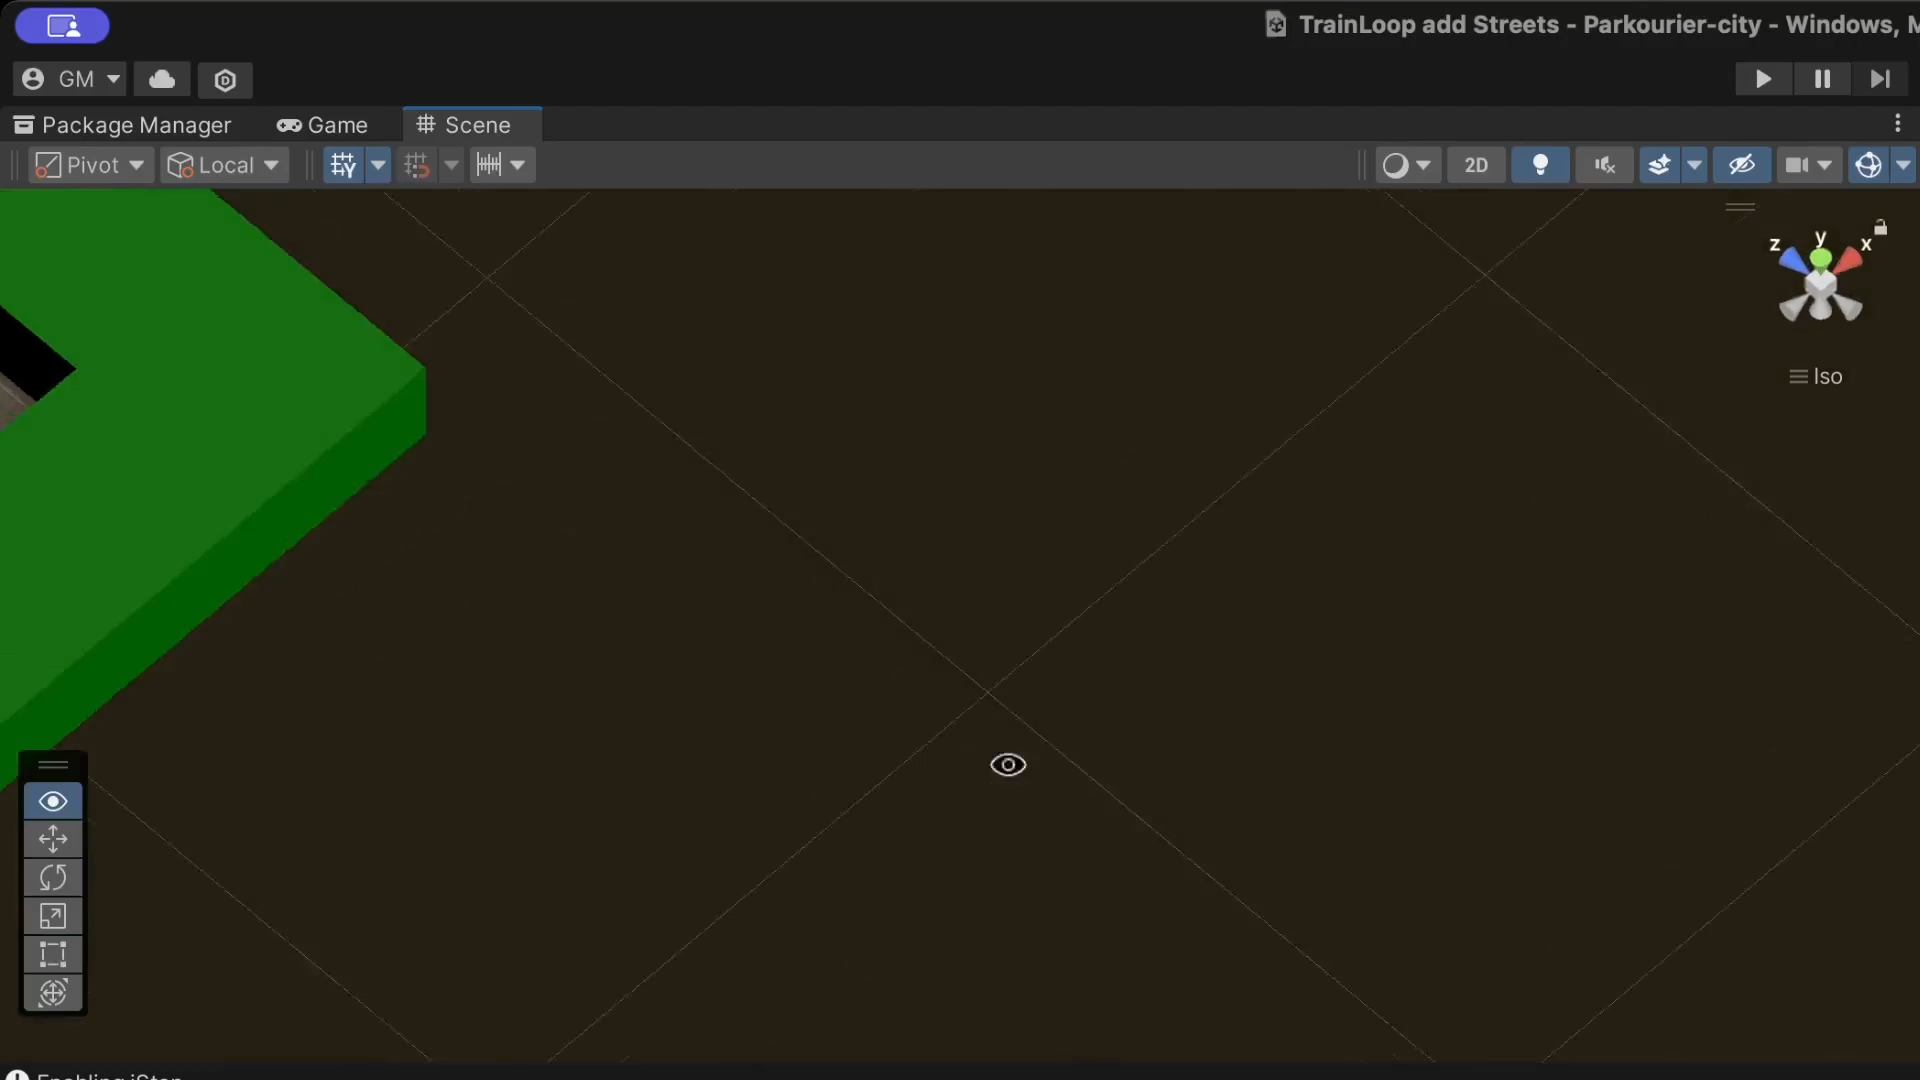 TrainLoop add Streets - Parkourier-city - Windows,
GM
Package Manager
Game
Scene
Pivot
Local
2D
z
y
x
Iso